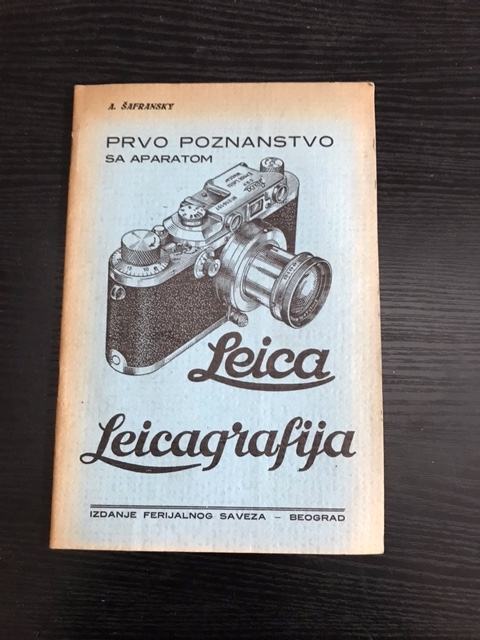 A. ŠAFRANSKY
PRVO POZNANSTVO
SA APARATOM
Leica
Leicagrafija
IZDANJE FERIJALNOG SAVEZA – BEOGRAD